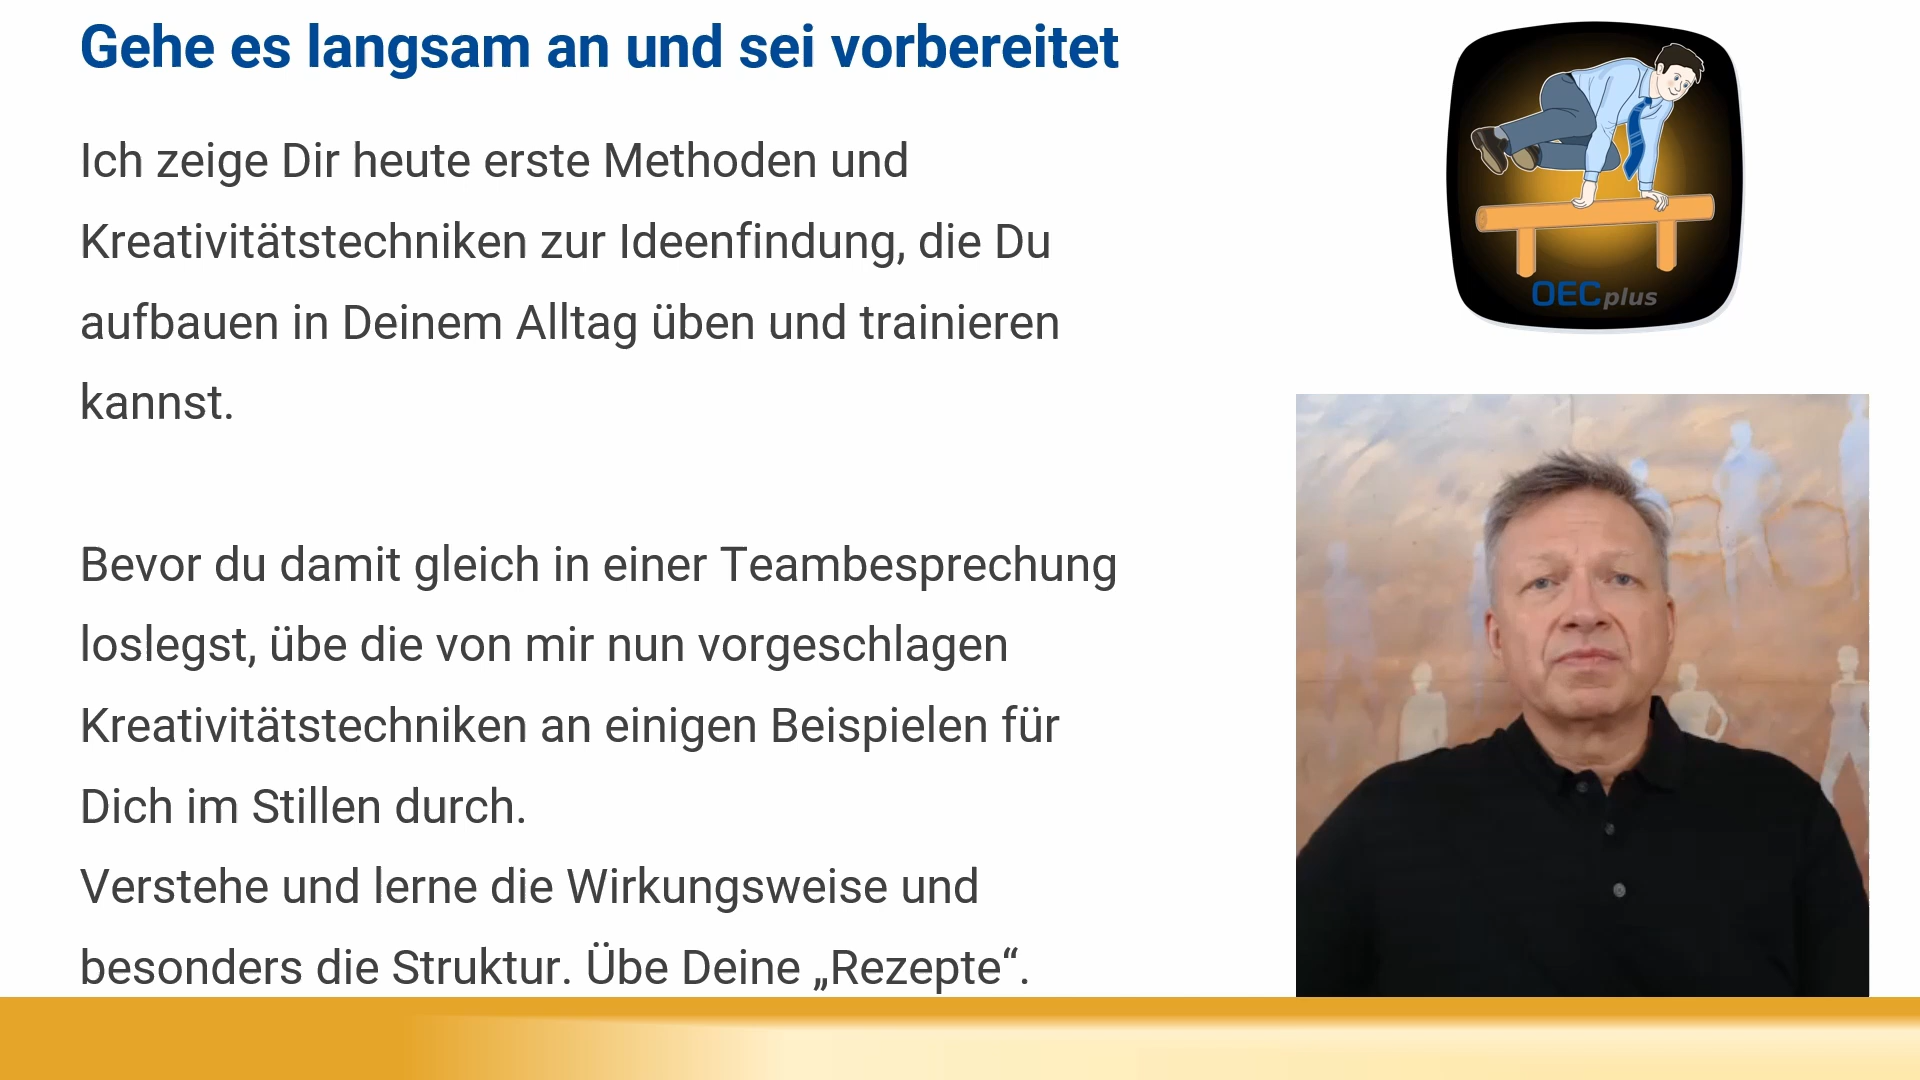 Gehe es langsam an und sei vorbereitet
Ich zeige Dir heute erste Methoden und
Kreativitätstechniken zur Ideenfindung, die Du
aufbauen in Deinem Alltag üben und trainieren
kannst.
Bevor du damit gleich in einer Teambesprechung
loslegst, übe die von mir nun vorgeschlagen
Kreativitätstechniken an einigen Beispielen für
Dich im Stillen durch.
Verstehe und lerne die Wirkungsweise und
besonders die Struktur. Übe Deine „Rezepte“.
OECplus